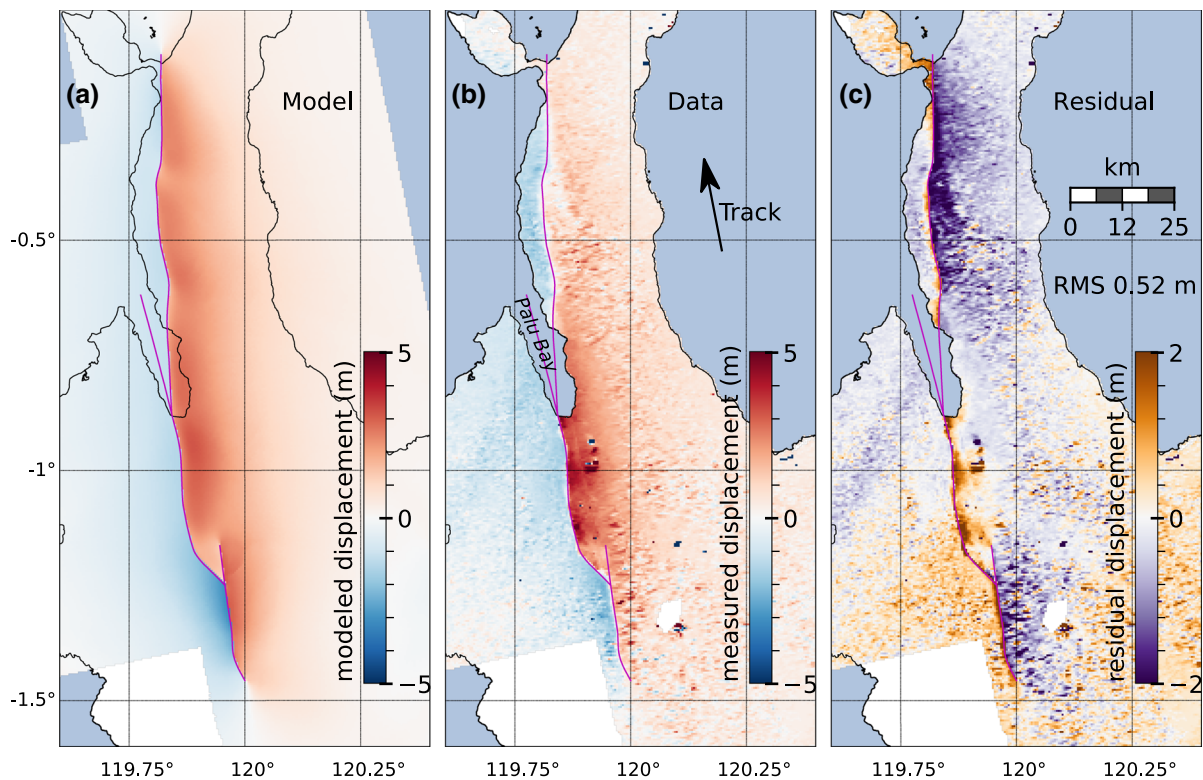 (a)
Model
(b)
Data
(c)
Residual
km
0 12 25
Track
RMS 0.52 m
Palu Bay
-0.5°
-1°
-1.5°
modeled displacement (m)
5
0
−5
measured displacement (m)
5
0
−5
residual displacement (m)
2
0
−2
119.75 120 120.25
119.75 120 120.25
119.75 120 120.25